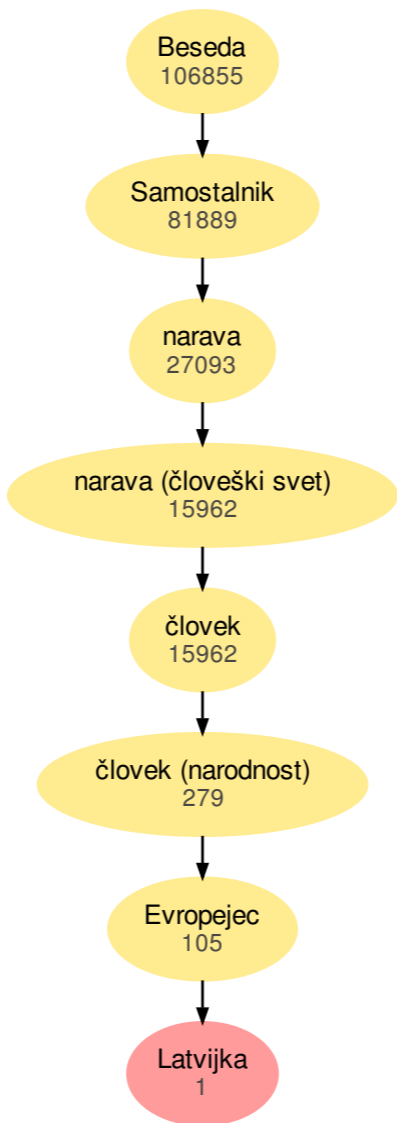 Beseda
106855
Samostalnik
81889
narava
27093
narava (človeški svet)
15962
človek
15962
človek (narodnost)
279
Evropejec
105
Latvijka
1